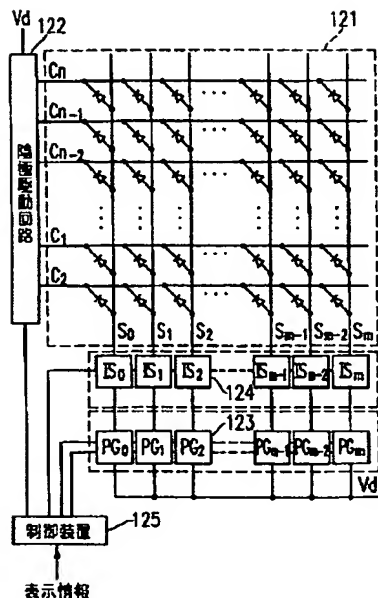 Vd
122
121
陰極駆動回路
Cn
Cn-1
Cn-2
C1
C2
S0 S1 S2 Sm-1 Sm-2 Sm
IS0 IS1 IS2 ISm-1 ISm-2 ISm
124
123
PG0 PG1 PG2 PGm-1 PGm-2 PGm
Vd
制御装置
125
表示情報